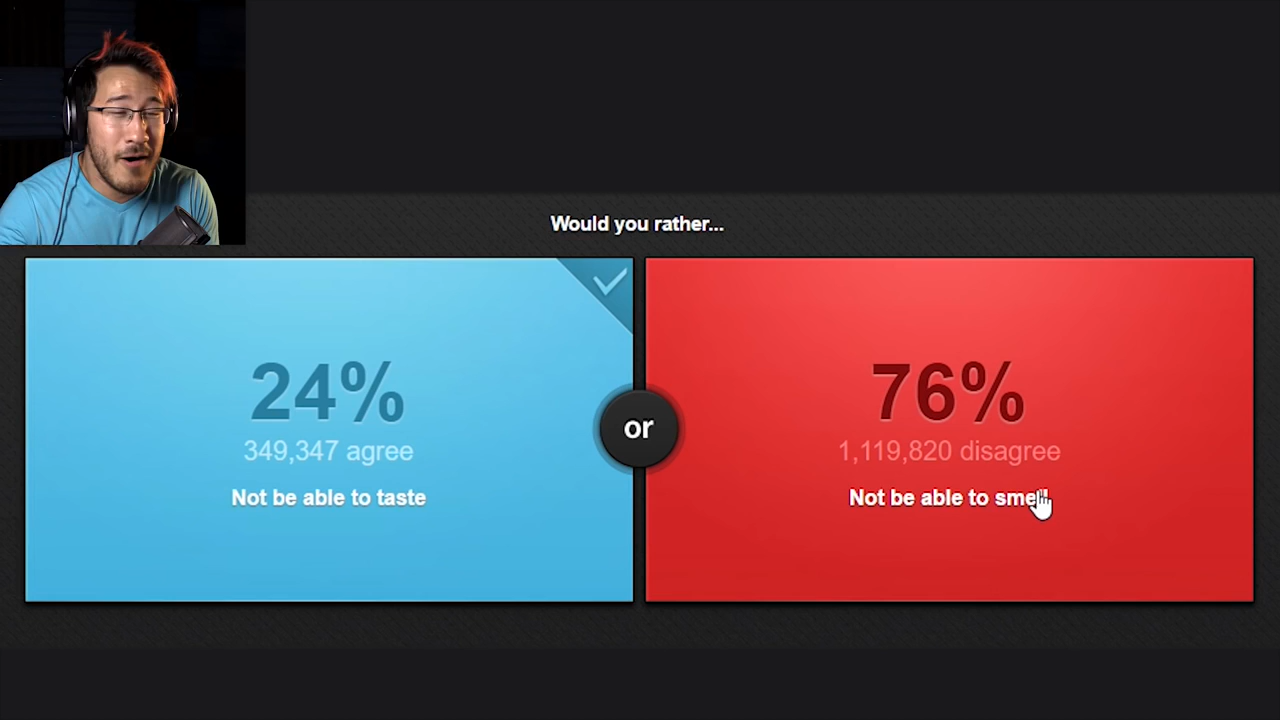 Would you rather...
24%
349,347 agree
Not be able to taste
or
76%
1,119,820 disagree
Not be able to smell